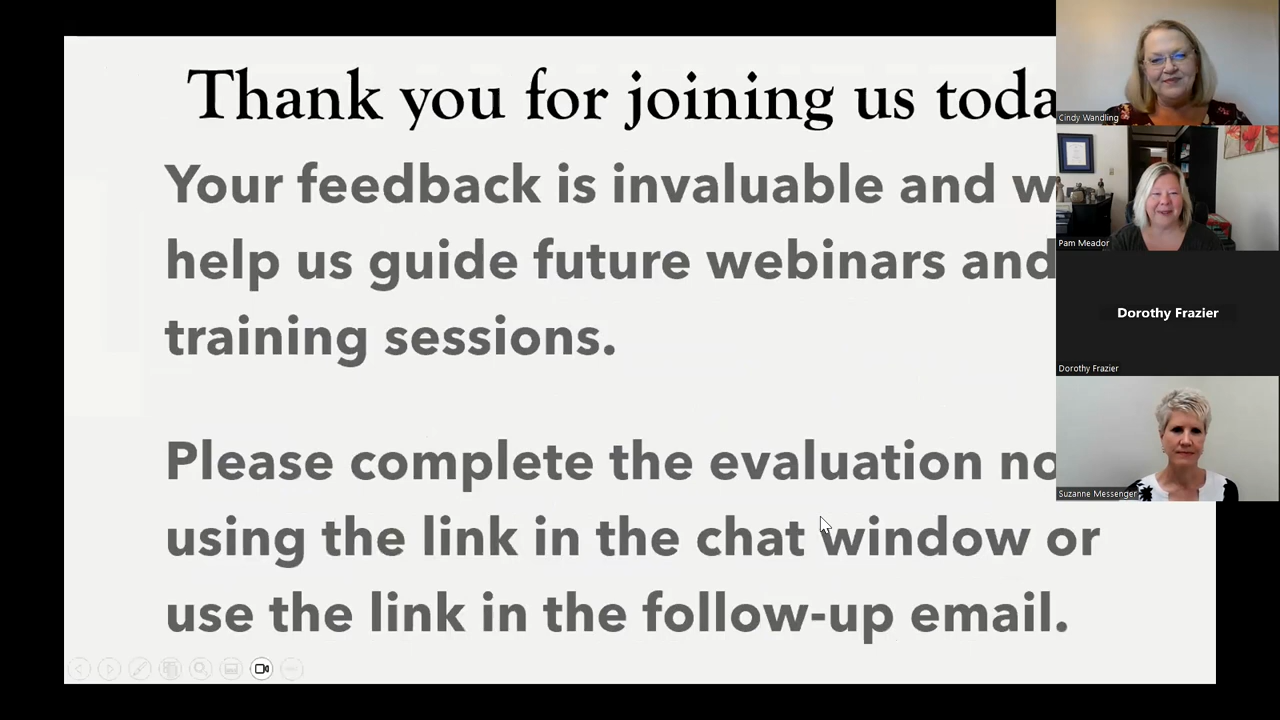 Thank you for joining us toda
Your feedback is invaluable and w
help us guide future webinars and
training sessions.
Please complete the evaluation no
using the link in the chat window or
use the link in the follow-up email.
Cindy Wandling
Pam Meador
Dorothy Frazier
Dorothy Frazier
Suzanne Messenger